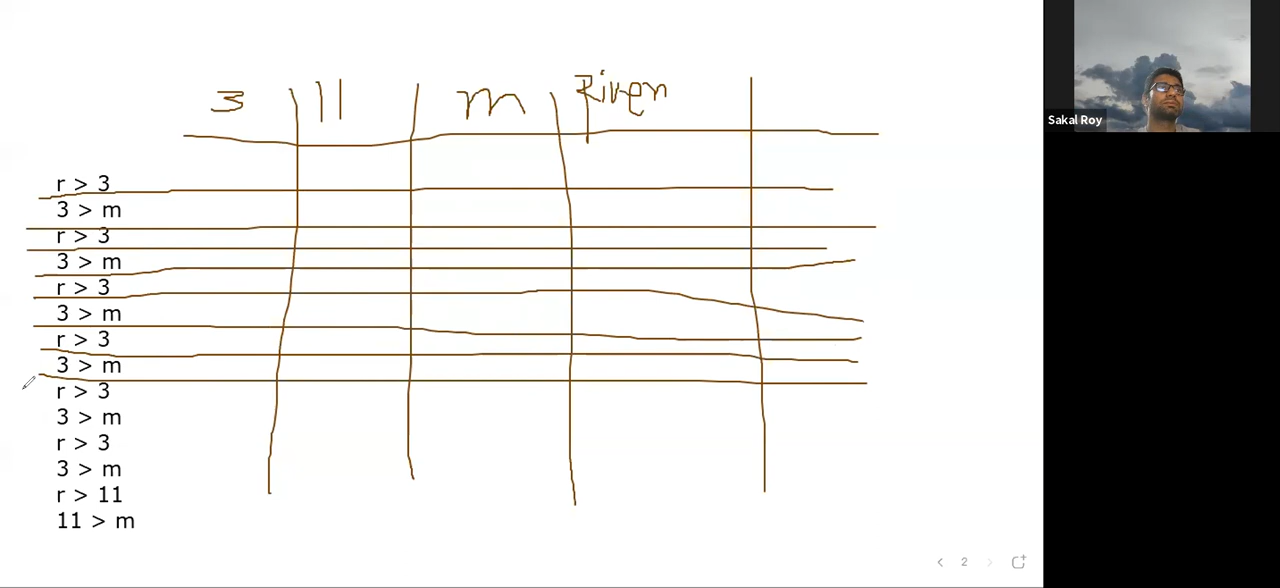 3 11 m River
r > 3
3 > m
r > 3
3 > m
r > 3
3 > m
r > 3
3 > m
r > 3
3 > m
r > 3
3 > m
r > 11
11 > m
Sakal Roy
2